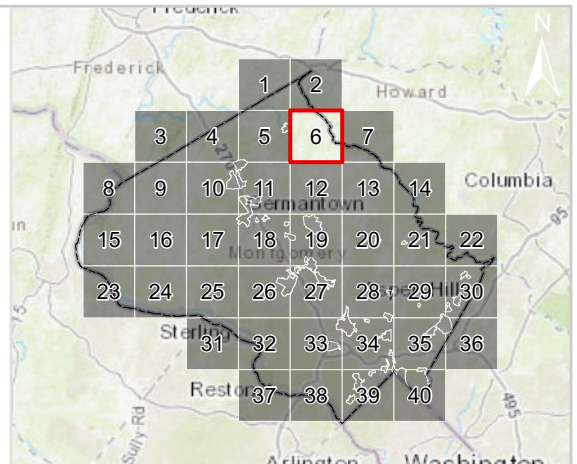 N
Frederick
1 2
Howard
3 4 5 6 7
270
8 9 10 11 12 13 14
Columbia
Germantown
95
15 16 17 18 19 20 21 22
Montgomery
23 24 25 26 27 28 29 30
Sterling
31 32 33 34 35 36
Reston
37 38 39 40
495
Sully Rd
Arlington Washington